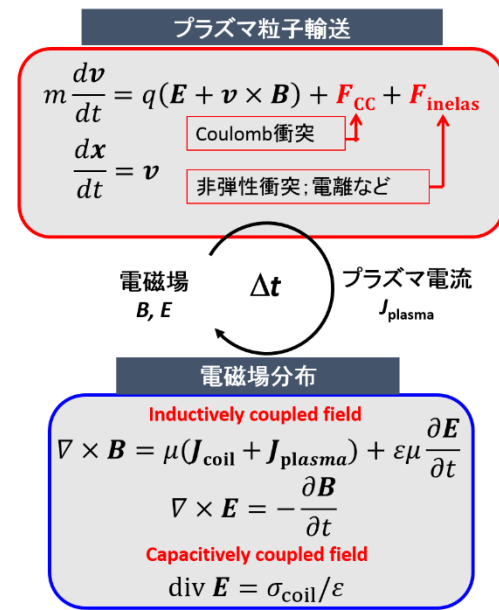 プラズマ粒子輸送
m dv/dt = q(E + v × B) + F_CC + F_inelas
Coulomb衝突
dx/dt = v
非弾性衝突;電離など
電磁場
B, E
Δt
プラズマ電流
J_plasma
電磁場分布
Inductively coupled field
∇ × B = μ(J_coil + J_plasma) + εμ ∂E/∂t
∇ × E = −∂B/∂t
Capacitively coupled field
div E = σ_coil/ε